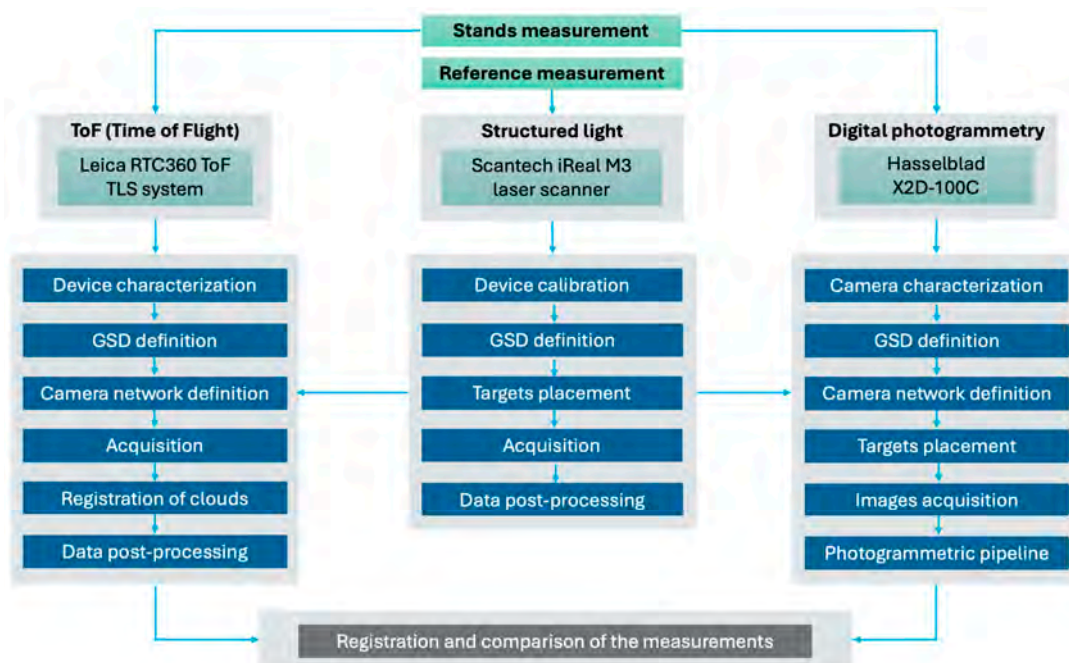 Stands measurement
Reference measurement
ToF (Time of Flight)
Leica RTC360 ToF
TLS system
Structured light
Scantech iReal M3
laser scanner
Digital photogrammetry
Hasselblad
X2D-100C
Device characterization
GSD definition
Camera network definition
Acquisition
Registration of clouds
Data post-processing
Device calibration
GSD definition
Targets placement
Acquisition
Data post-processing
Camera characterization
GSD definition
Camera network definition
Targets placement
Images acquisition
Photogrammetric pipeline
Registration and comparison of the measurements